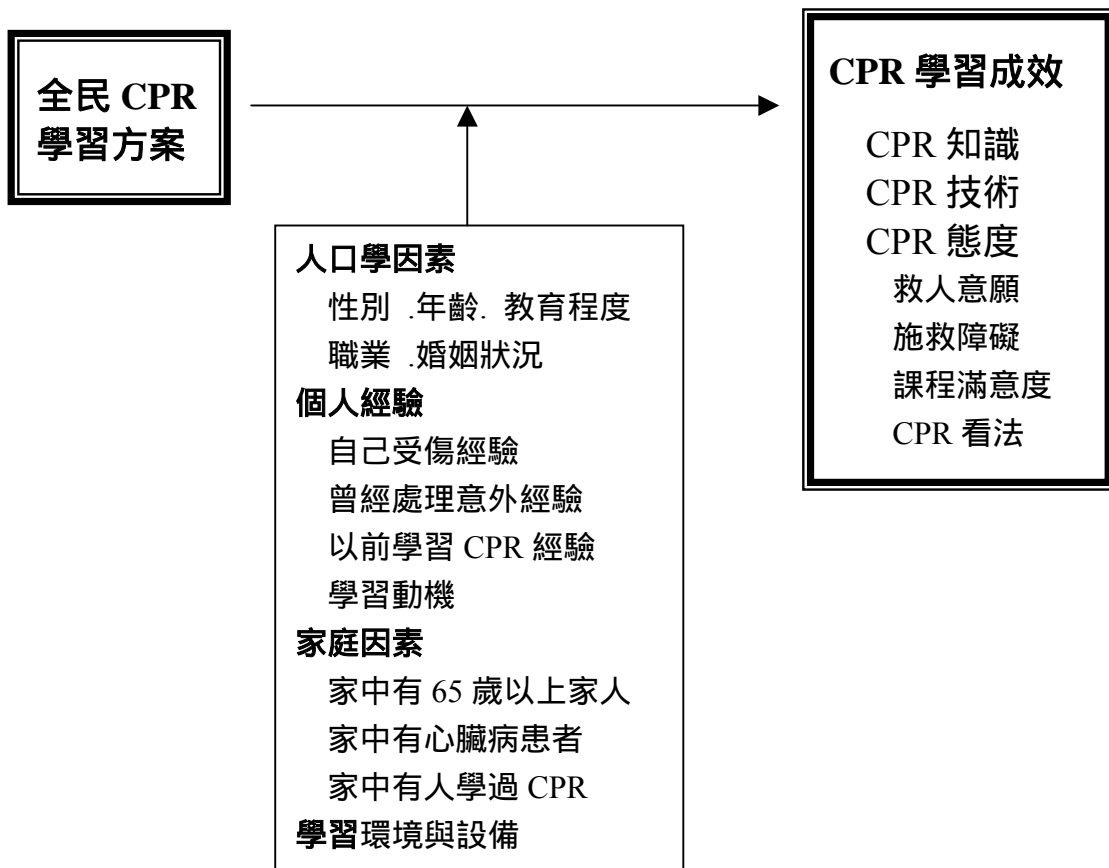 全民 CPR
學習方案
CPR 學習成效
CPR 知識
CPR 技術
CPR 態度
救人意願
施救障礙
課程滿意度
CPR 看法
人口學因素
性別 .年齡. 教育程度
職業 .婚姻狀況
個人經驗
自己受傷經驗
曾經處理意外經驗
以前學習 CPR 經驗
學習動機
家庭因素
家中有 65 歲以上家人
家中有心臟病患者
家中有人學過 CPR
學習環境與設備